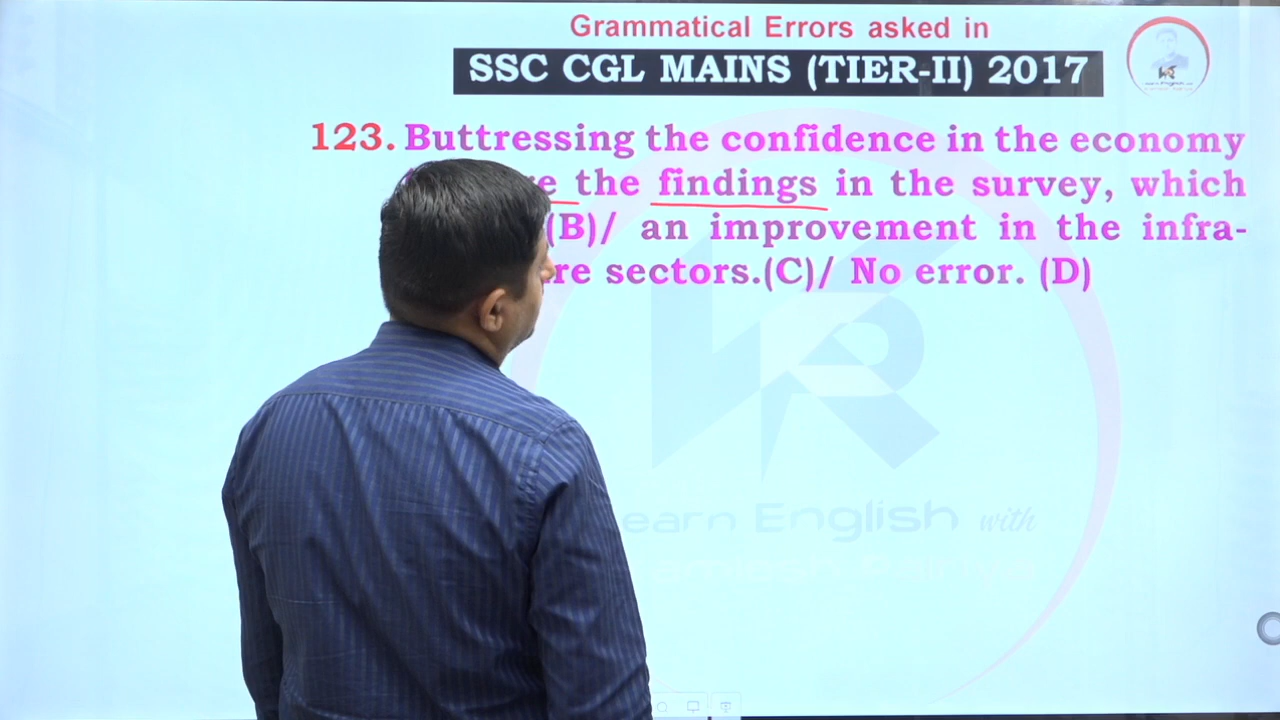 Grammatical Errors asked in
SSC CGL MAINS (TIER-II) 2017
123. Buttressing the confidence in the economy
the findings in the survey, which
(B)/ an improvement in the infra-
sectors.(C)/ No error. (D)
earn English with